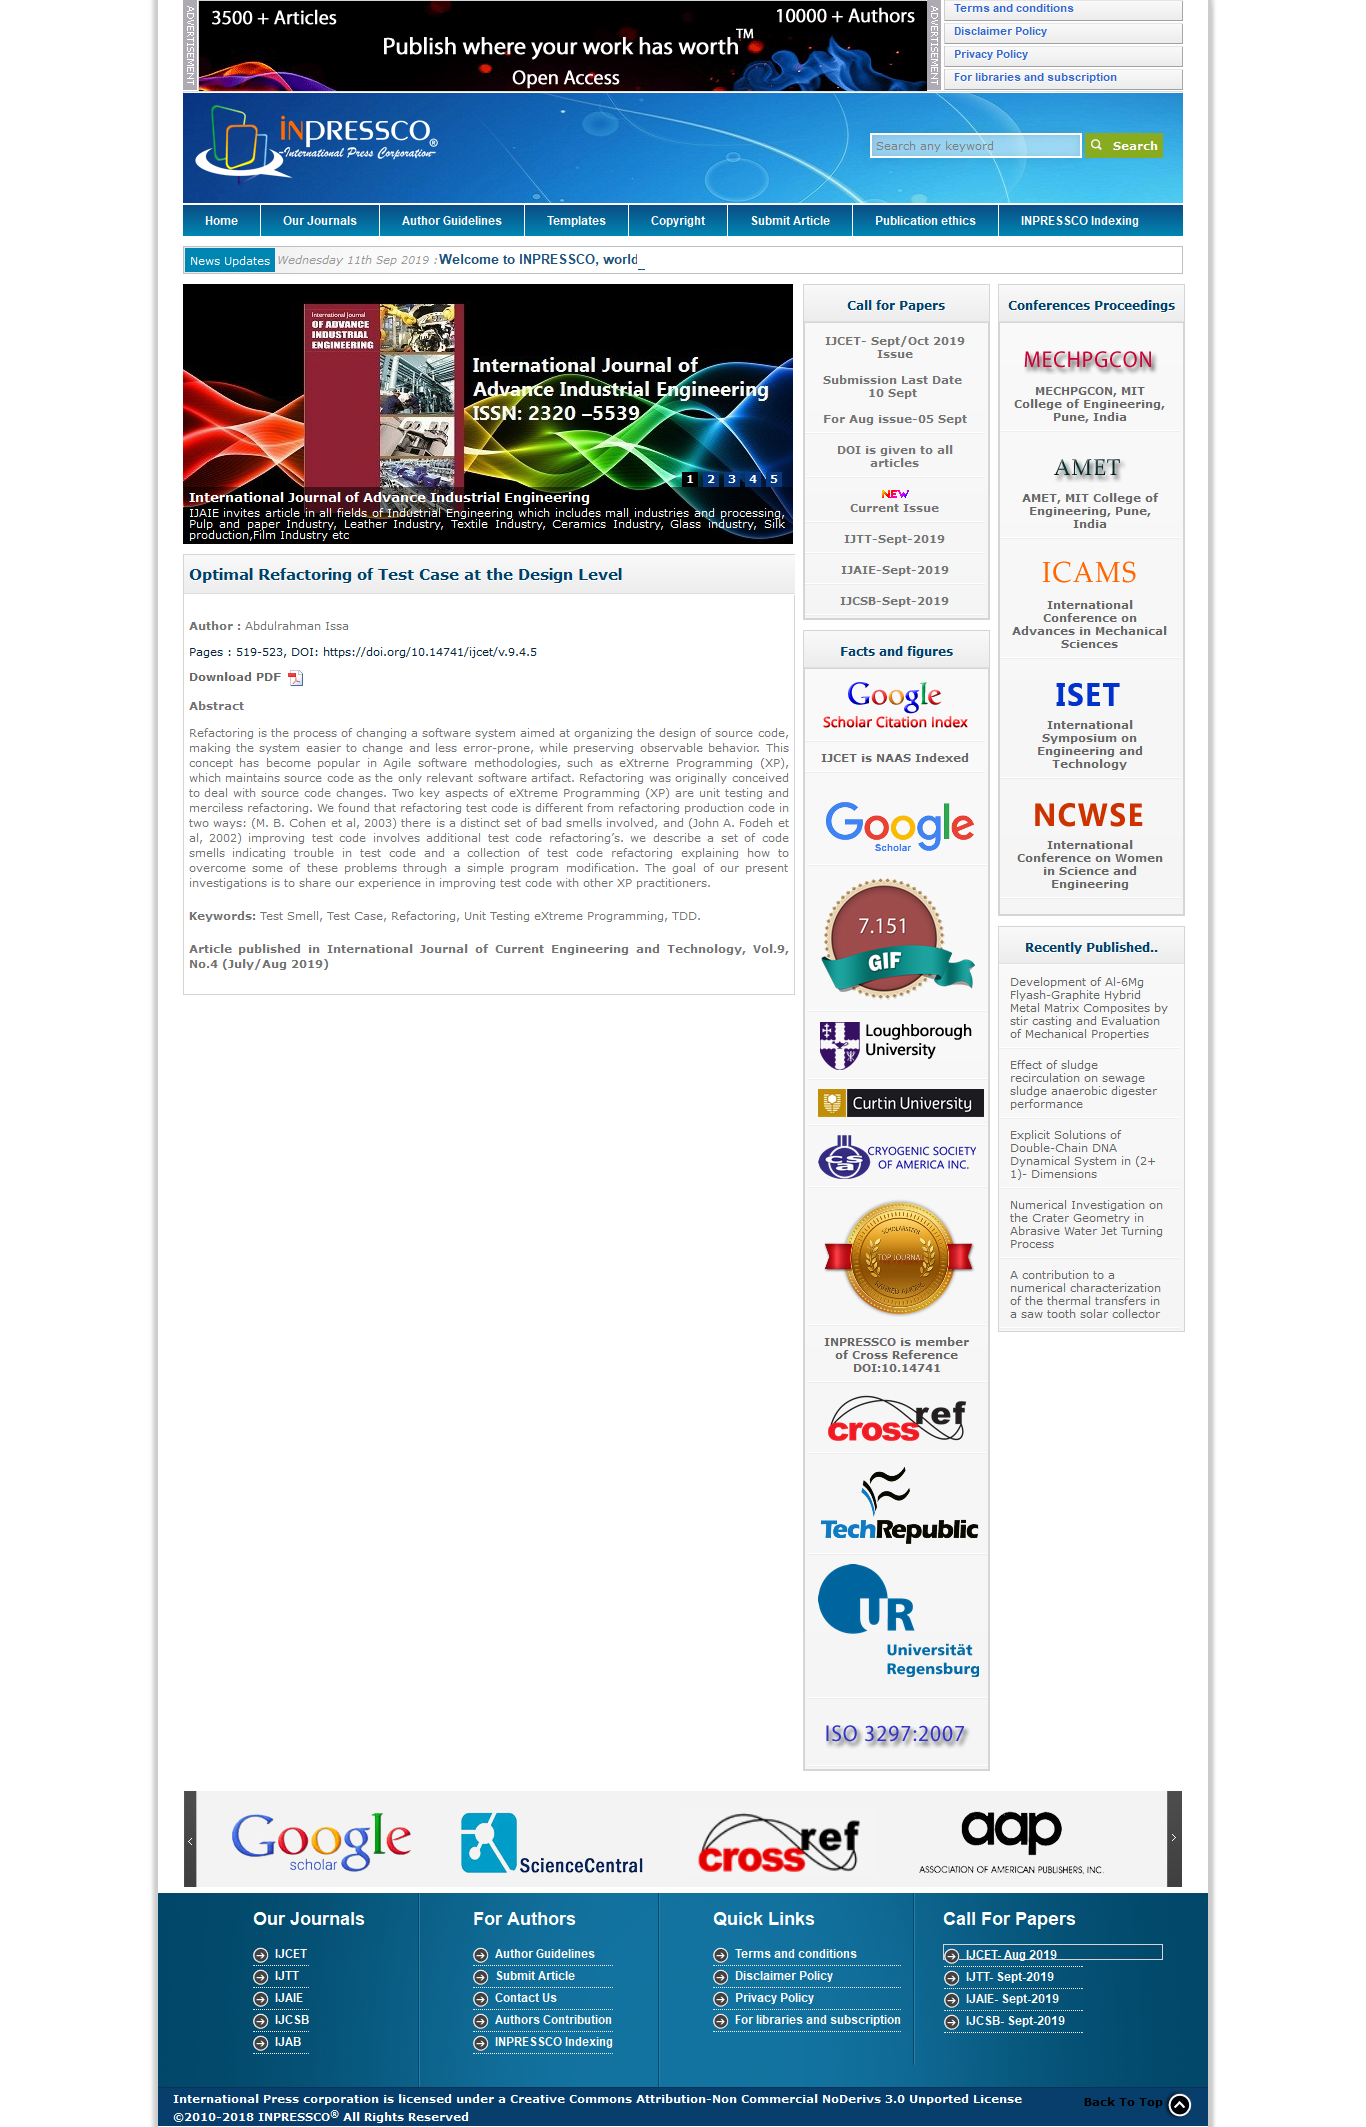 ADVERTISEMENT
3500 + Articles
10000 + Authors
Publish where your work has worth™
Open Access
ADVERTISEMENT
Terms and conditions
Disclaimer Policy
Privacy Policy
For libraries and subscription
iNPRESSCO®
International Press Corporation
Search any keyword
Search
Home
Our Journals
Author Guidelines
Templates
Copyright
Submit Article
Publication ethics
INPRESSCO Indexing
News Updates
Wednesday 11th Sep 2019 :Welcome to INPRESSCO, world_
International Journal
OF ADVANCE
INDUSTRIAL
ENGINEERING
International Journal of
Advance Industrial Engineering
ISSN: 2320 –5539
1 2 3 4 5
International Journal of Advance Industrial Engineering
IJAIE invites article in all fields of Industrial Engineering which includes mall industries and processing,
Pulp and paper Industry, Leather Industry, Textile Industry, Ceramics Industry, Glass industry, Silk
production,Film Industry etc
Optimal Refactoring of Test Case at the Design Level
Author : Abdulrahman Issa
Pages : 519-523, DOI: https://doi.org/10.14741/ijcet/v.9.4.5
Download PDF
Abstract
Refactoring is the process of changing a software system aimed at organizing the design of source code,
making the system easier to change and less error-prone, while preserving observable behavior. This
concept has become popular in Agile software methodologies, such as eXtrerne Programming (XP),
which maintains source code as the only relevant software artifact. Refactoring was originally conceived
to deal with source code changes. Two key aspects of eXtreme Programming (XP) are unit testing and
merciless refactoring. We found that refactoring test code is different from refactoring production code in
two ways: (M. B. Cohen et al, 2003) there is a distinct set of bad smells involved, and (John A. Fodeh et
al, 2002) improving test code involves additional test code refactoring’s. we describe a set of code
smells indicating trouble in test code and a collection of test code refactoring explaining how to
overcome some of these problems through a simple program modification. The goal of our present
investigations is to share our experience in improving test code with other XP practitioners.
Keywords: Test Smell, Test Case, Refactoring, Unit Testing eXtreme Programming, TDD.
Article published in International Journal of Current Engineering and Technology, Vol.9,
No.4 (July/Aug 2019)
Call for Papers
IJCET- Sept/Oct 2019
Issue
Submission Last Date
10 Sept
For Aug issue-05 Sept
DOI is given to all
articles
NEW
Current Issue
IJTT-Sept-2019
IJAIE-Sept-2019
IJCSB-Sept-2019
Facts and figures
Google
Scholar Citation Index
IJCET is NAAS Indexed
Google
Scholar
7.151
GIF
Loughborough
University
Curtin University
csa
CRYOGENIC SOCIETY
OF AMERICA INC.
TOP JOURNAL
INPRESSCO is member
of Cross Reference
DOI:10.14741
crossref
TechRepublic
UR
Universität
Regensburg
ISO 3297:2007
Conferences Proceedings
MECHPGCON
MECHPGCON, MIT
College of Engineering,
Pune, India
AMET
AMET, MIT College of
Engineering, Pune,
India
ICAMS
International
Conference on
Advances in Mechanical
Sciences
ISET
International
Symposium on
Engineering and
Technology
NCWSE
International
Conference on Women
in Science and
Engineering
Recently Published..
Development of Al-6Mg
Flyash-Graphite Hybrid
Metal Matrix Composites by
stir casting and Evaluation
of Mechanical Properties
Effect of sludge
recirculation on sewage
sludge anaerobic digester
performance
Explicit Solutions of
Double-Chain DNA
Dynamical System in (2+
1)- Dimensions
Numerical Investigation on
the Crater Geometry in
Abrasive Water Jet Turning
Process
A contribution to a
numerical characterization
of the thermal transfers in
a saw tooth solar collector
Google
scholar
ScienceCentral
crossref
aap
ASSOCIATION OF AMERICAN PUBLISHERS, INC.
Our Journals
IJCET
IJTT
IJAIE
IJCSB
IJAB
For Authors
Author Guidelines
Submit Article
Contact Us
Authors Contribution
INPRESSCO Indexing
Quick Links
Terms and conditions
Disclaimer Policy
Privacy Policy
For libraries and subscription
Call For Papers
IJCET- Aug 2019
IJTT- Sept-2019
IJAIE- Sept-2019
IJCSB- Sept-2019
International Press corporation is licensed under a Creative Commons Attribution-Non Commercial NoDerivs 3.0 Unported License
©2010-2018 INPRESSCO® All Rights Reserved
Back To Top